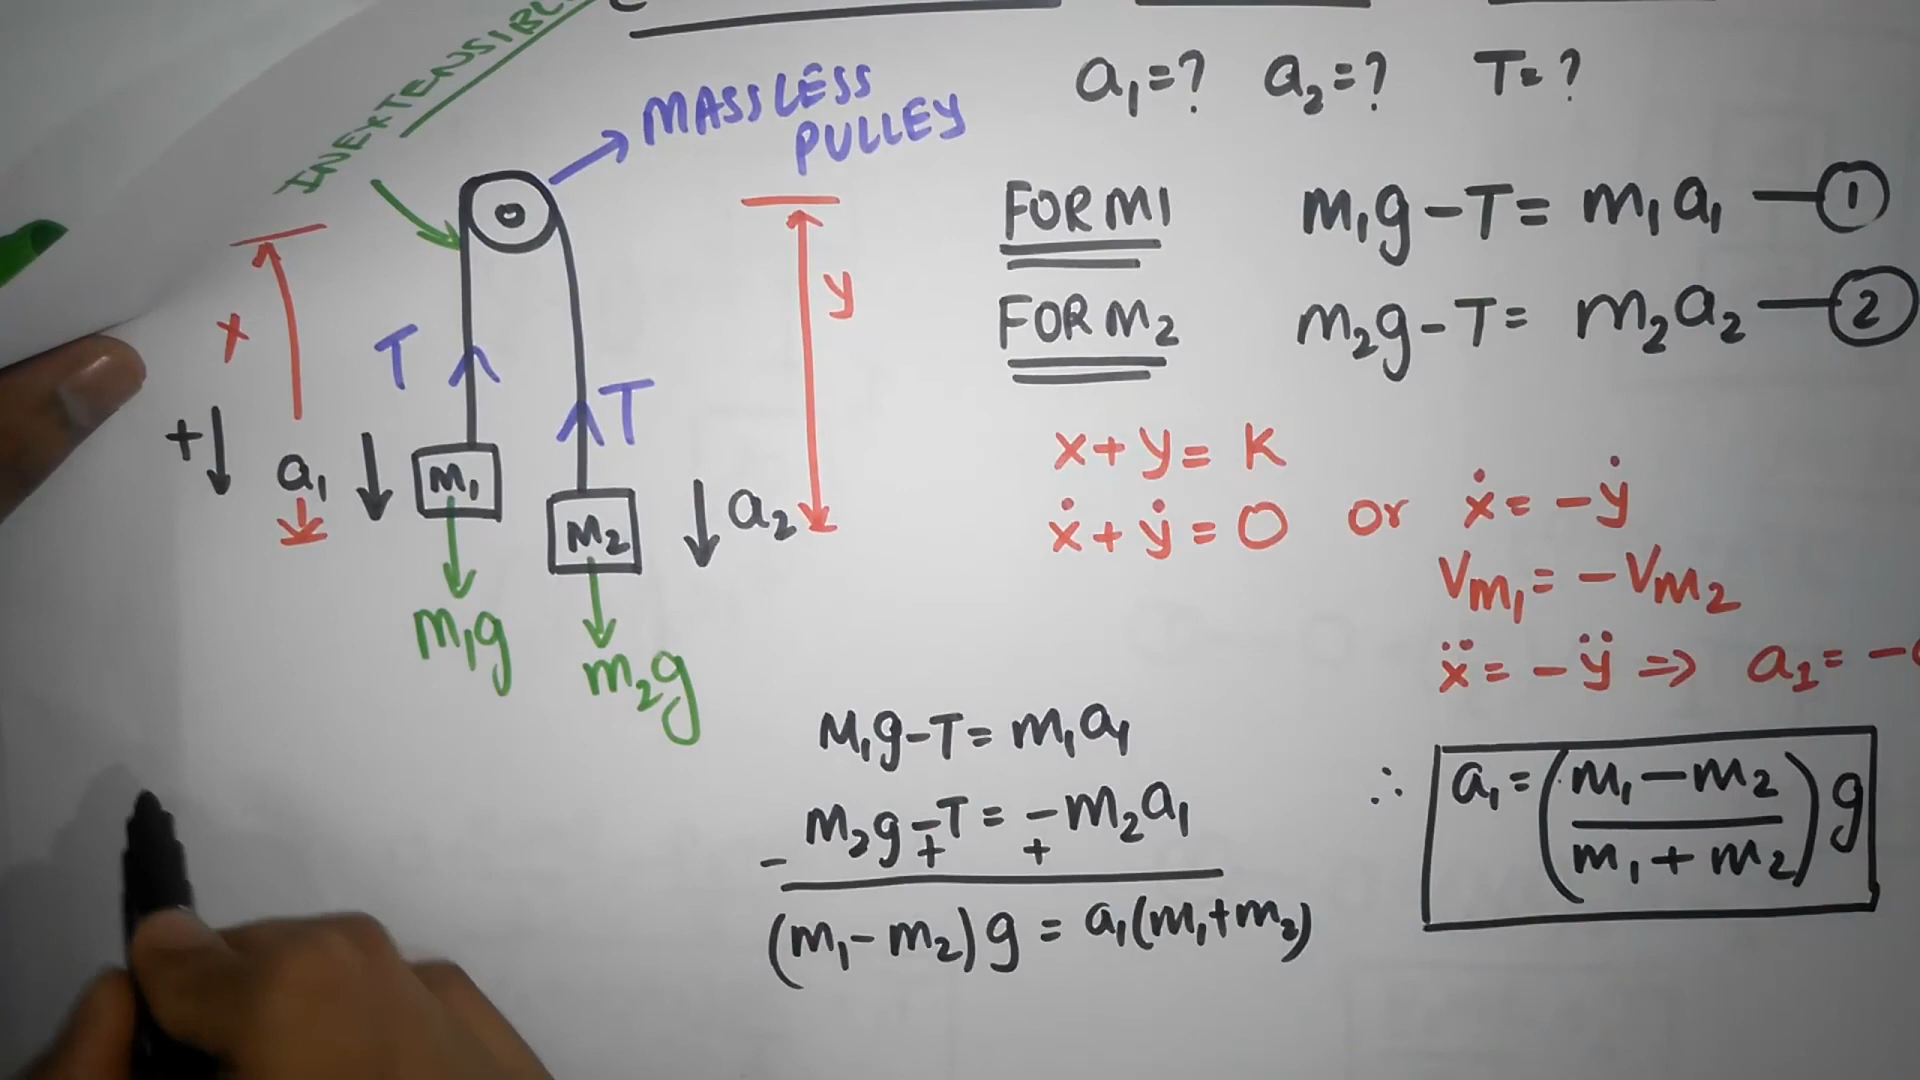 INEXTENSIBL
MASSLESS
PULLEY
x
y
T
T
+↓ a₁ ↓
m₁
m₂
↓ a₂
m₁g
m₂g
a₁=? a₂=? T=?
FOR M1 m₁g-T= m₁a₁ — ①
FOR M₂ m₂g-T= m₂a₂ — ②
x+y= K
ẋ+ẏ=0 or ẋ= -ẏ
Vm₁= -Vm₂
ẍ= -ÿ => a₁= -
M₁g-T= m₁a₁
m₂g-T= -m₂a₁
- + +
(m₁-m₂)g = a₁(m₁+m₂)
∴ a₁=(m₁-m₂/m₁+m₂)g